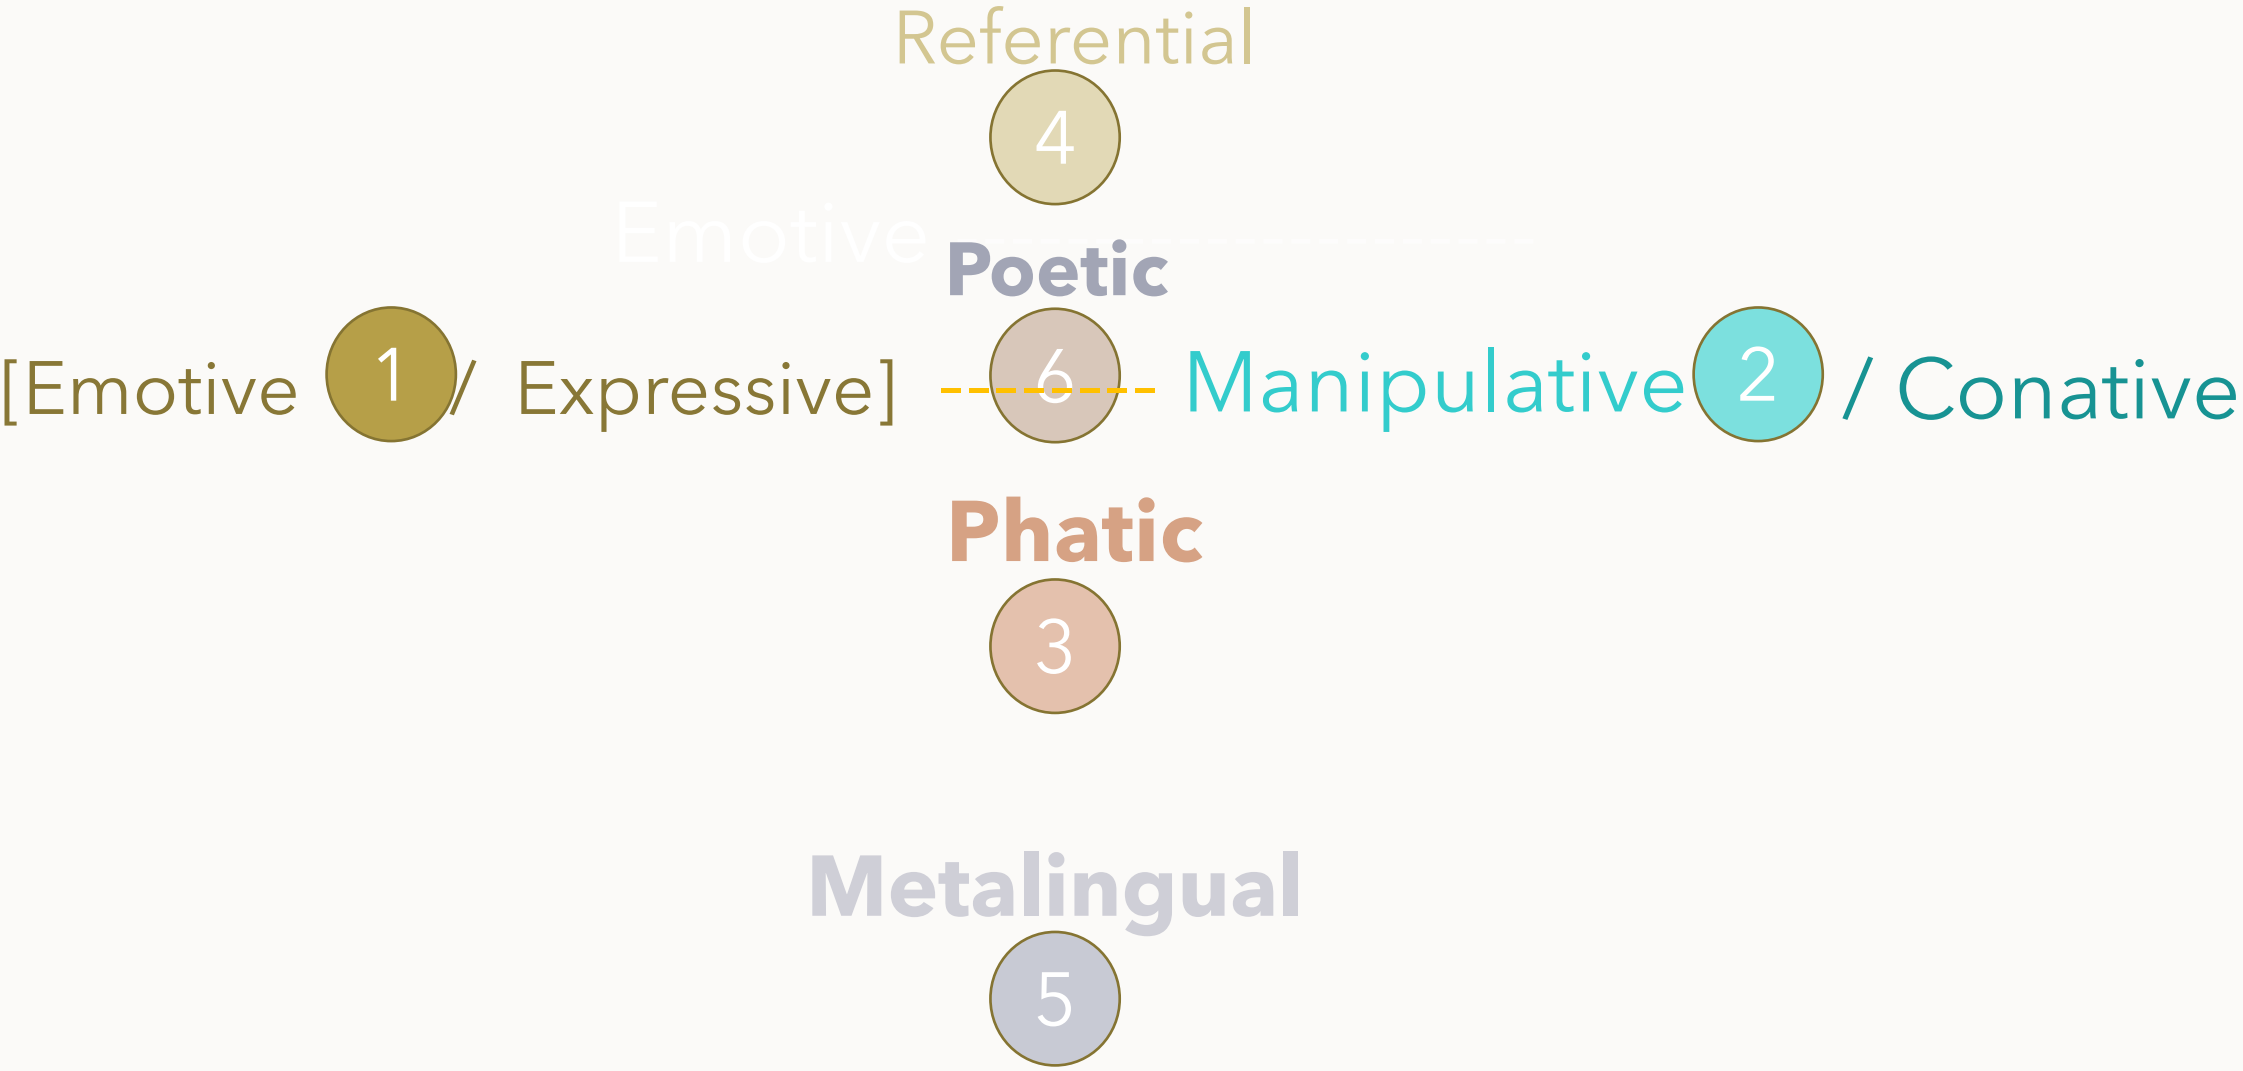 Referential
4
Emotive
Poetic
[Emotive 1 / Expressive] 6 Manipulative 2 / Conative
Phatic
3
Metalingual
5